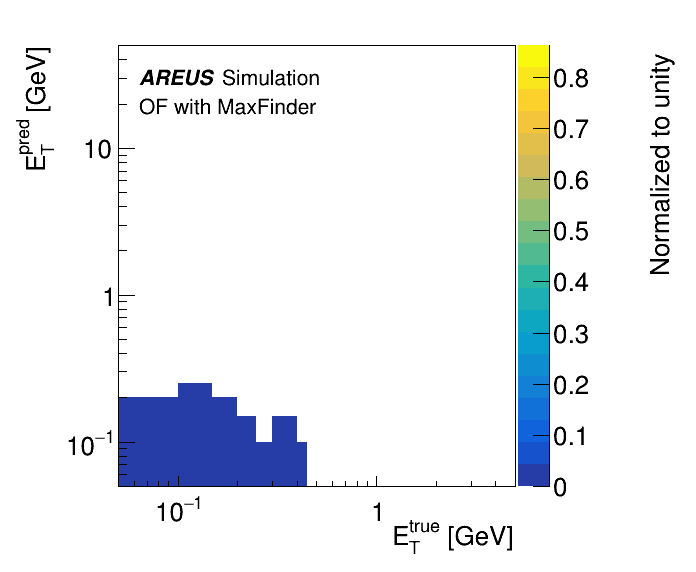 AREUS Simulation
OF with MaxFinder
E_T^pred [GeV]
10
1
10⁻¹
10⁻¹
1
E_T^true [GeV]
0.8
0.7
0.6
0.5
0.4
0.3
0.2
0.1
0
Normalized to unity